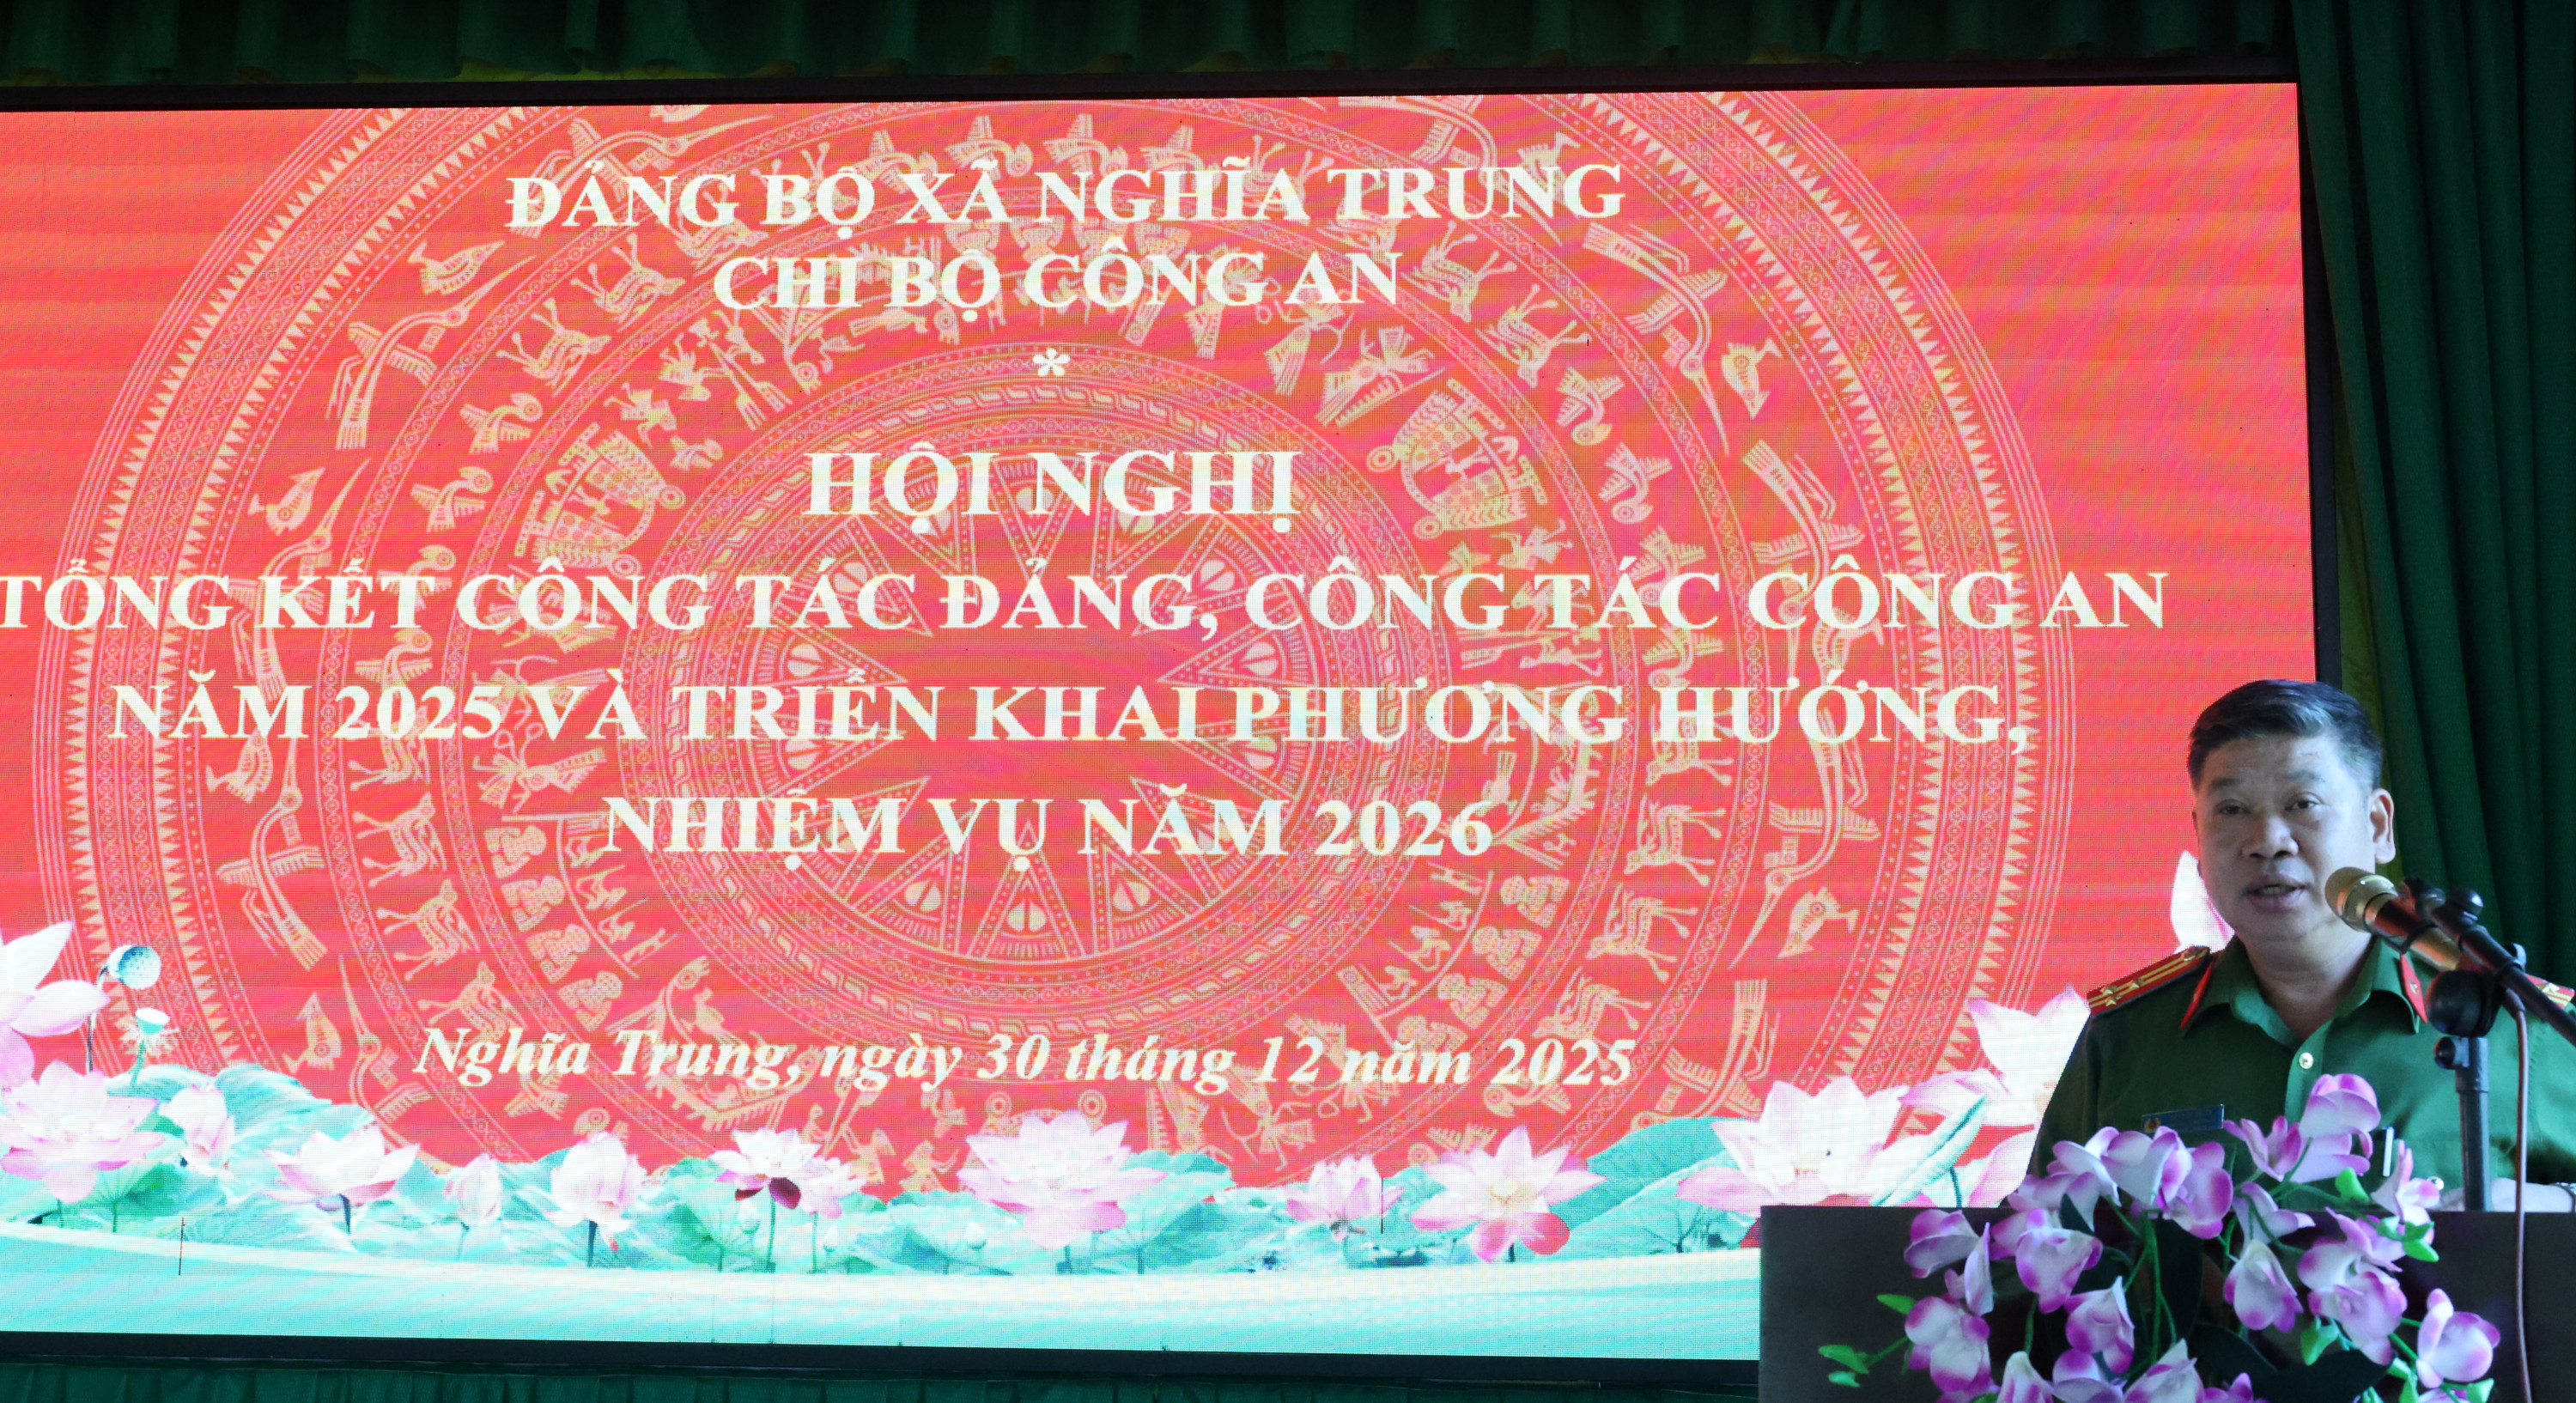 ĐẢNG BỘ XÃ NGHĨA TRUNG
CHI BỘ CÔNG AN
*
HỘI NGHỊ
TỔNG KẾT CÔNG TÁC ĐẢNG, CÔNG TÁC CÔNG AN
NĂM 2025 VÀ TRIỂN KHAI PHƯƠNG HƯỚNG,
NHIỆM VỤ NĂM 2026
Nghĩa Trung, ngày 30 tháng 12 năm 2025